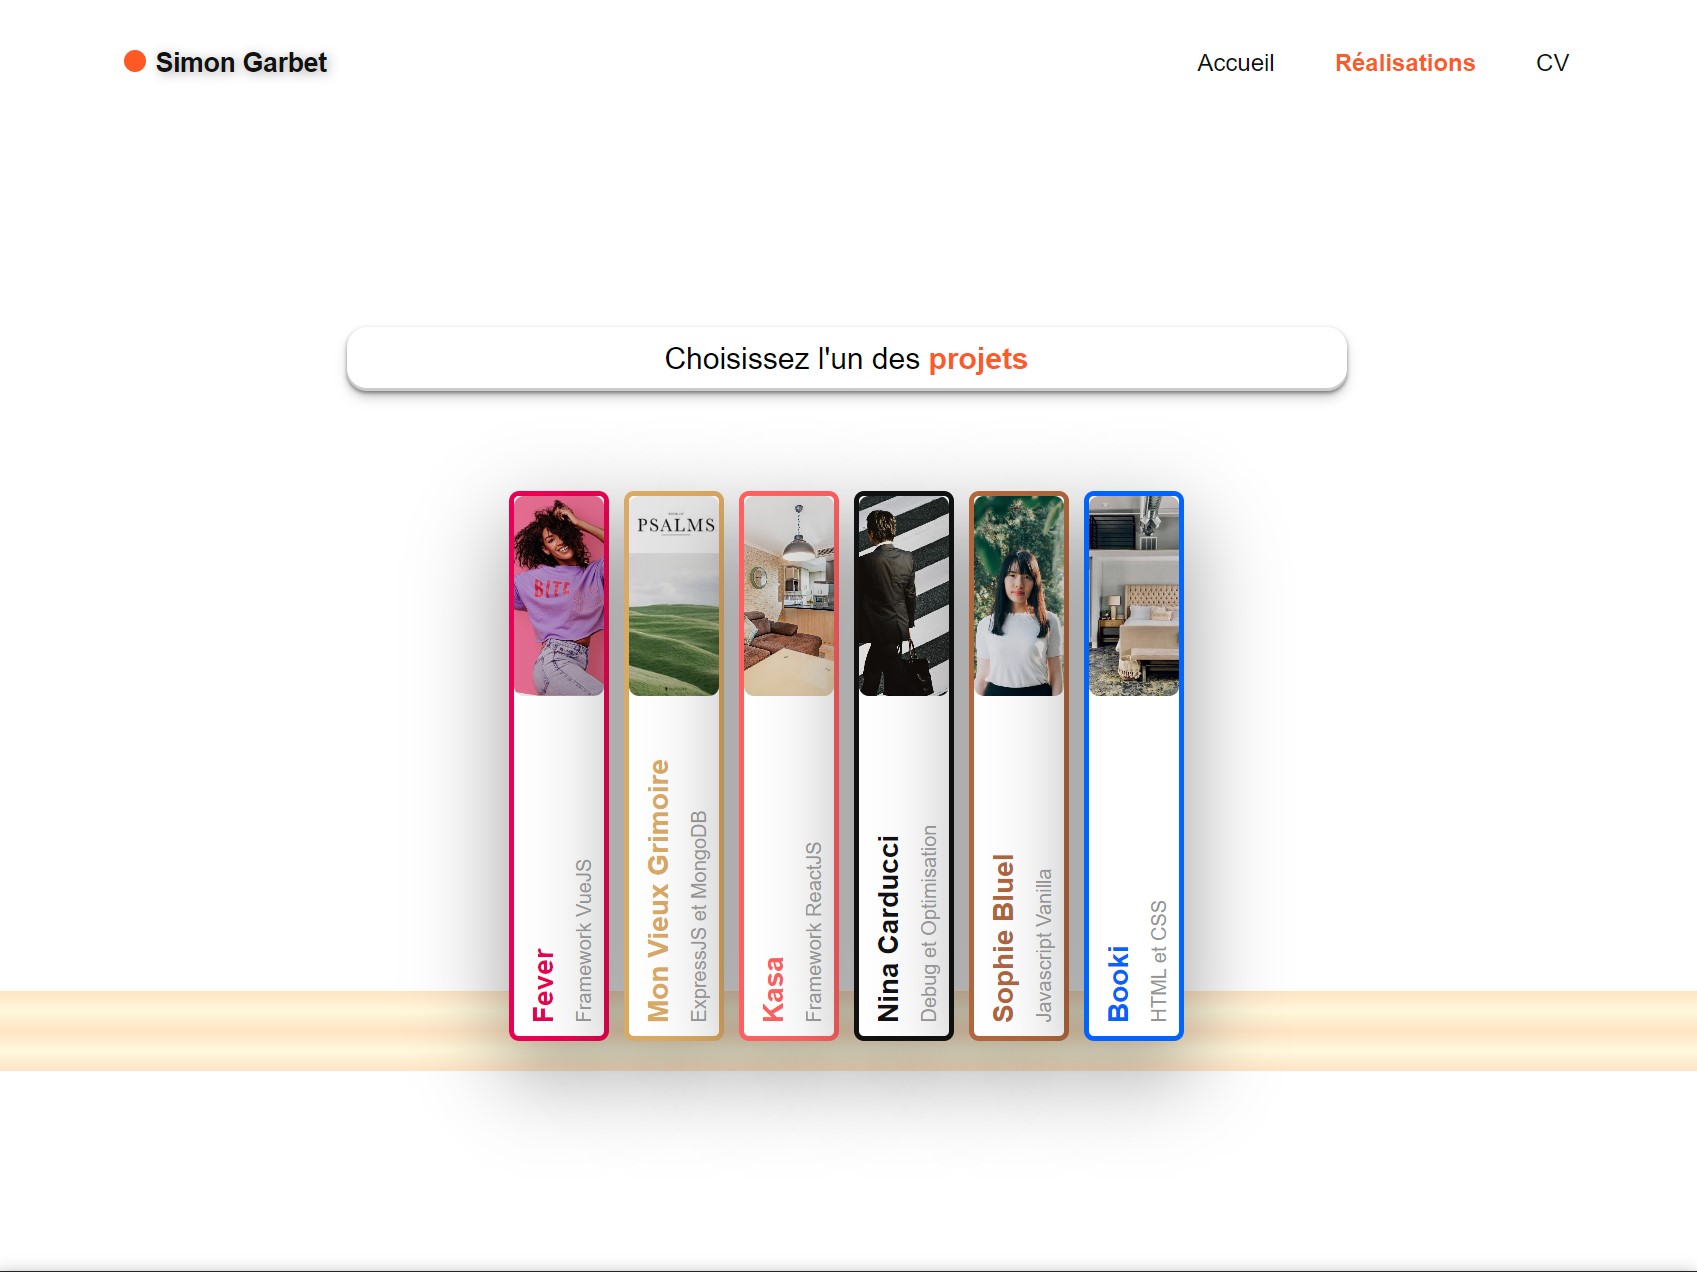 Simon Garbet
Accueil
Réalisations
CV
Choisissez l'un des projets
BITE
PSALMS
Fever
Framework VueJS
Mon Vieux Grimoire
ExpressJS et MongoDB
Kasa
Framework ReactJS
Nina Carducci
Debug et Optimisation
Sophie Bluel
Javascript Vanilla
Booki
HTML et CSS